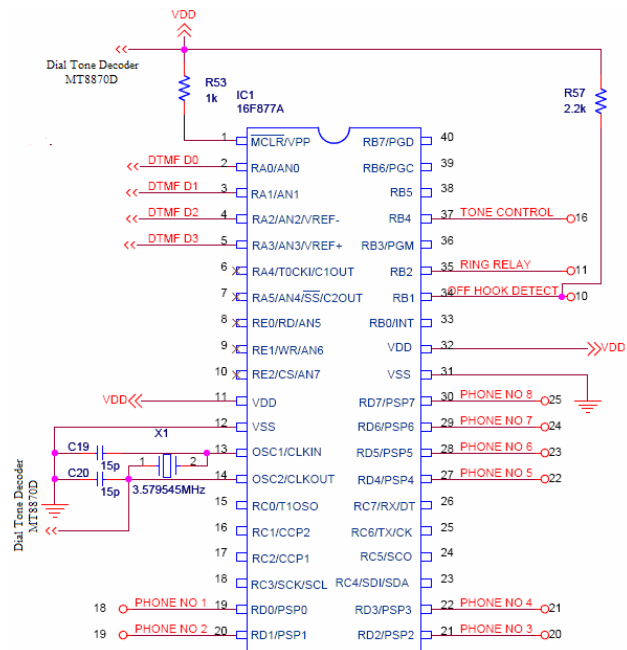 VDD
Dial Tone Decoder
MT8870D
R53
1k
IC1
16F877A
R57
2.2k
1 MCLR/VPP RB7/PGD 40
DTMF D0 2 RA0/AN0 RB6/PGC 39
DTMF D1 3 RA1/AN1 RB5 38
DTMF D2 4 RA2/AN2/VREF- RB4 37 TONE CONTROL 16
DTMF D3 5 RA3/AN3/VREF+ RB3/PGM 36
6 RA4/T0CKI/C1OUT RB2 35 RING RELAY 11
7 RA5/AN4/SS/C2OUT RB1 34 OFF HOOK DETECT 10
8 RE0/RD/AN5 RB0/INT 33
9 RE1/WR/AN6 VDD 32 VDD
10 RE2/CS/AN7 VSS 31
VDD 11 VDD RD7/PSP7 30 PHONE NO 8 25
12 VSS RD6/PSP6 29 PHONE NO 7 24
C19 15p X1 13 OSC1/CLKIN RD5/PSP5 28 PHONE NO 6 23
C20 15p 1 2 14 OSC2/CLKOUT RD4/PSP4 27 PHONE NO 5 22
3.579545MHz
15 RC0/T1OSO RC7/RX/DT 26
16 RC1/CCP2 RC6/TX/CK 25
17 RC2/CCP1 RC5/SCO 24
18 RC3/SCK/SCL RC4/SDI/SDA 23
18 PHONE NO 1 19 RD0/PSP0 RD3/PSP3 22 PHONE NO 4 21
19 PHONE NO 2 20 RD1/PSP1 RD2/PSP2 21 PHONE NO 3 20
Dial Tone Decoder
MT8870D